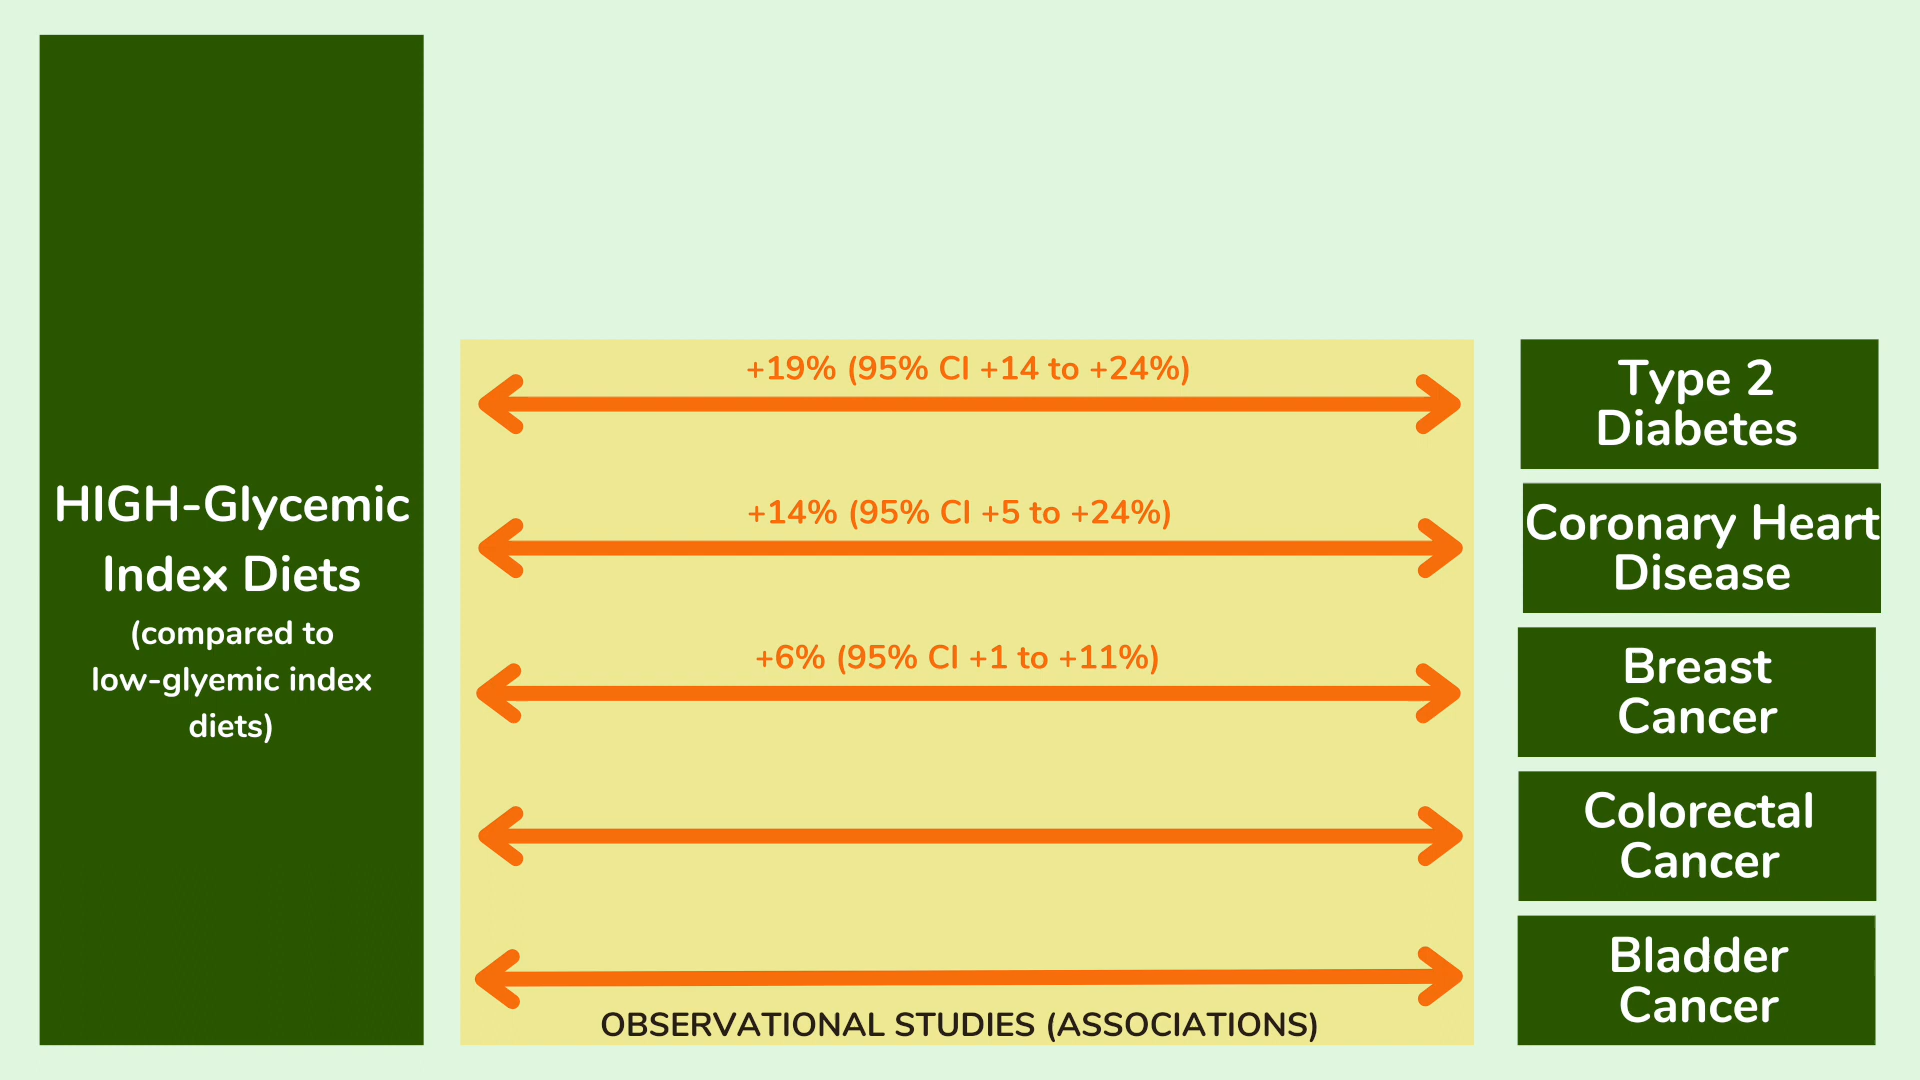 HIGH-Glycemic
Index Diets
(compared to
low-glyemic index
diets)
+19% (95% CI +14 to +24%)
Type 2
Diabetes
+14% (95% CI +5 to +24%)
Coronary Heart
Disease
+6% (95% CI +1 to +11%)
Breast
Cancer
Colorectal
Cancer
Bladder
Cancer
OBSERVATIONAL STUDIES (ASSOCIATIONS)